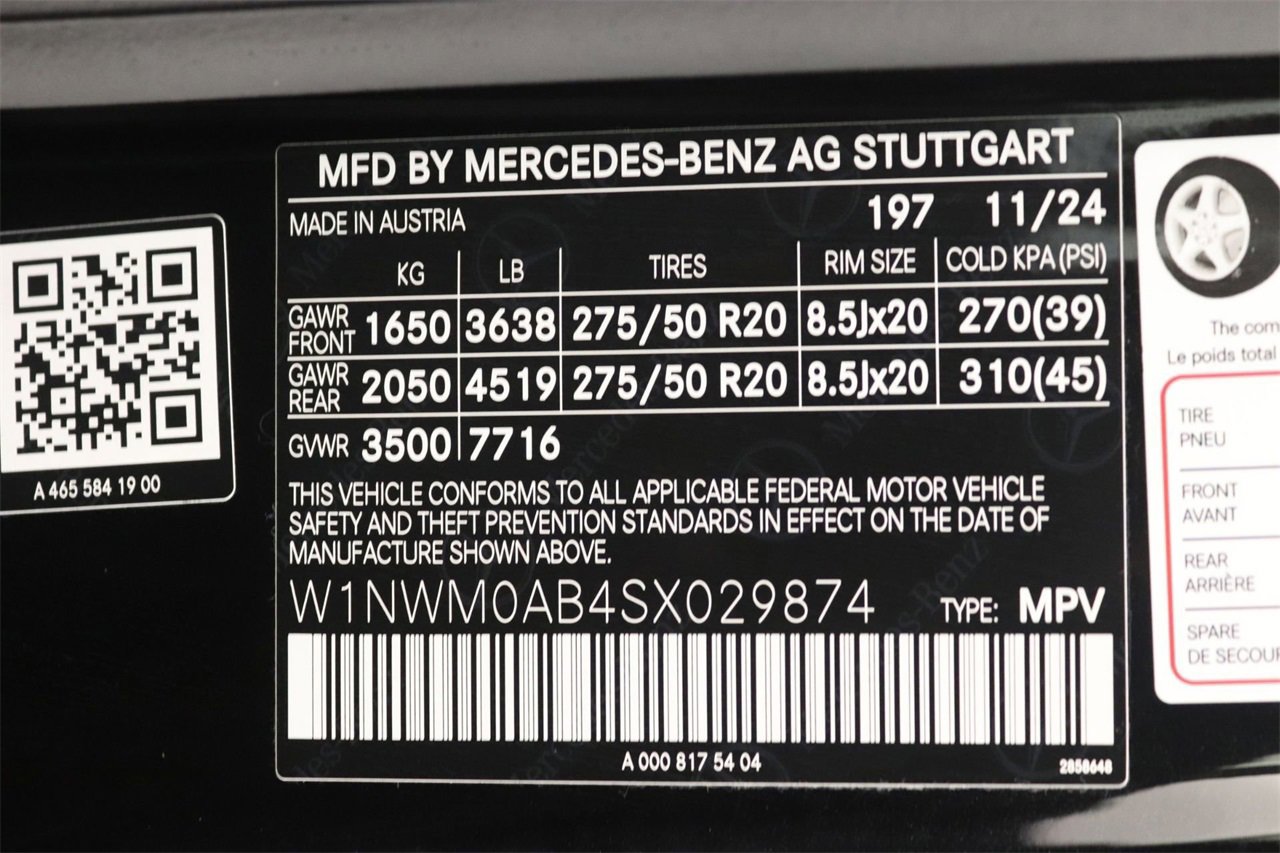 MFD BY MERCEDES-BENZ AG STUTTGART
MADE IN AUSTRIA 197 11/24
KG LB TIRES RIM SIZE COLD KPA (PSI)
GAWR FRONT 1650 3638 275/50 R20 8.5Jx20 270(39)
GAWR REAR 2050 4519 275/50 R20 8.5Jx20 310(45)
GVWR 3500 7716
THIS VEHICLE CONFORMS TO ALL APPLICABLE FEDERAL MOTOR VEHICLE
SAFETY AND THEFT PREVENTION STANDARDS IN EFFECT ON THE DATE OF
MANUFACTURE SHOWN ABOVE.
W1NWM0AB4SX029874 TYPE: MPV
A 000 817 54 04
2858648
A 465 584 19 00
The com
Le poids total
TIRE
PNEU
FRONT
AVANT
REAR
ARRIÈRE
SPARE
DE SECOUR